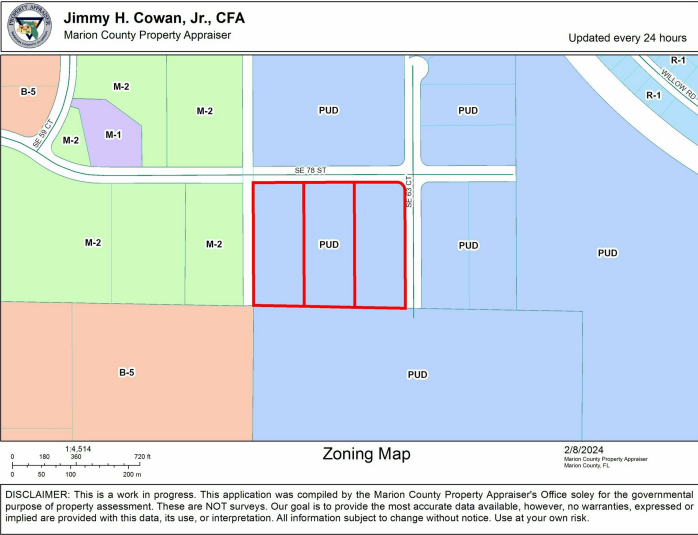 Jimmy H. Cowan, Jr., CFA
Marion County Property Appraiser
Updated every 24 hours
B-5
M-2
M-2
PUD
PUD
R-1
R-1
WILLOW RD
M-2
M-1
SE 59 CT
SE 78 ST
SE 63 CT
M-2
M-2
PUD
PUD
PUD
B-5
PUD
1:4,514
0 180 360 720 ft
0 50 100 200 m
Zoning Map
2/8/2024
Marion County Property Appraiser
Marion County, FL
DISCLAIMER: This is a work in progress. This application was compiled by the Marion County Property Appraiser's Office soley for the governmental
purpose of property assessment. These are NOT surveys. Our goal is to provide the most accurate data available, however, no warranties, expressed or
implied are provided with this data, its use, or interpretation. All information subject to change without notice. Use at your own risk.